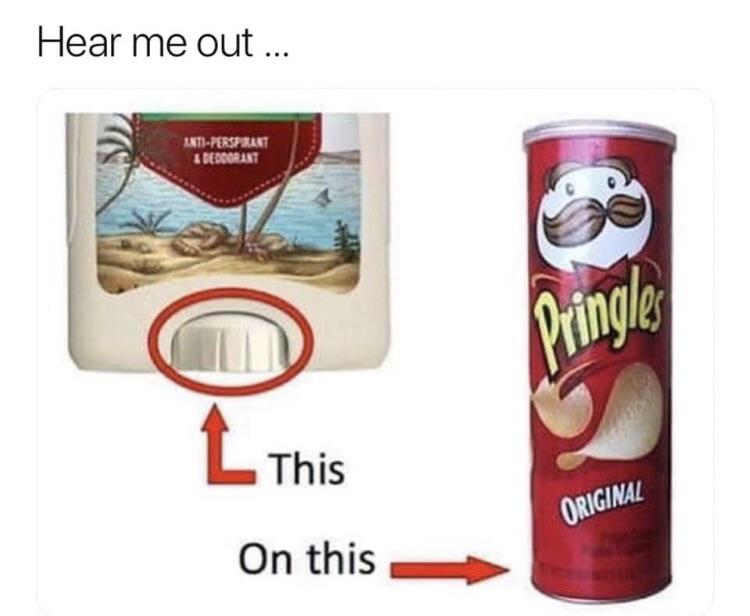 Hear me out ...
ANTI-PERSPIRANT
& DEODORANT
Pringles
ORIGINAL
This
On this